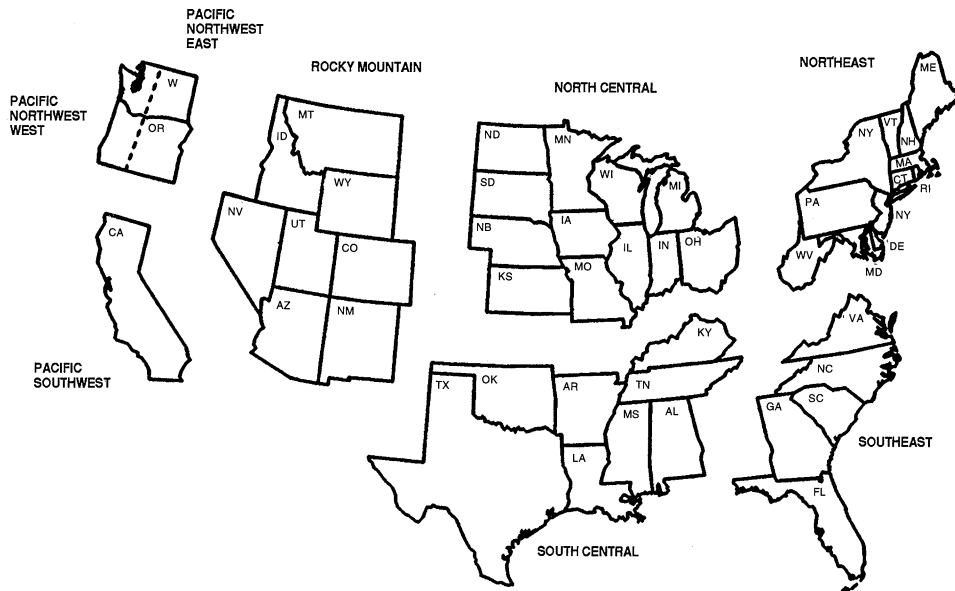 PACIFIC
NORTHWEST
EAST
PACIFIC
NORTHWEST
WEST
W
OR
ROCKY MOUNTAIN
MT
ID
WY
NV
UT
CO
AZ
NM
CA
PACIFIC
SOUTHWEST
NORTH CENTRAL
ND
MN
SD
WI
MI
NB
IA
IL
IN
OH
KS
MO
NORTHEAST
ME
VT
NY
NH
MA
CT
RI
PA
NY
DE
WV
MD
KY
TN
OK
TX
AR
MS
AL
LA
SOUTH CENTRAL
VA
NC
SC
GA
SOUTHEAST
FL